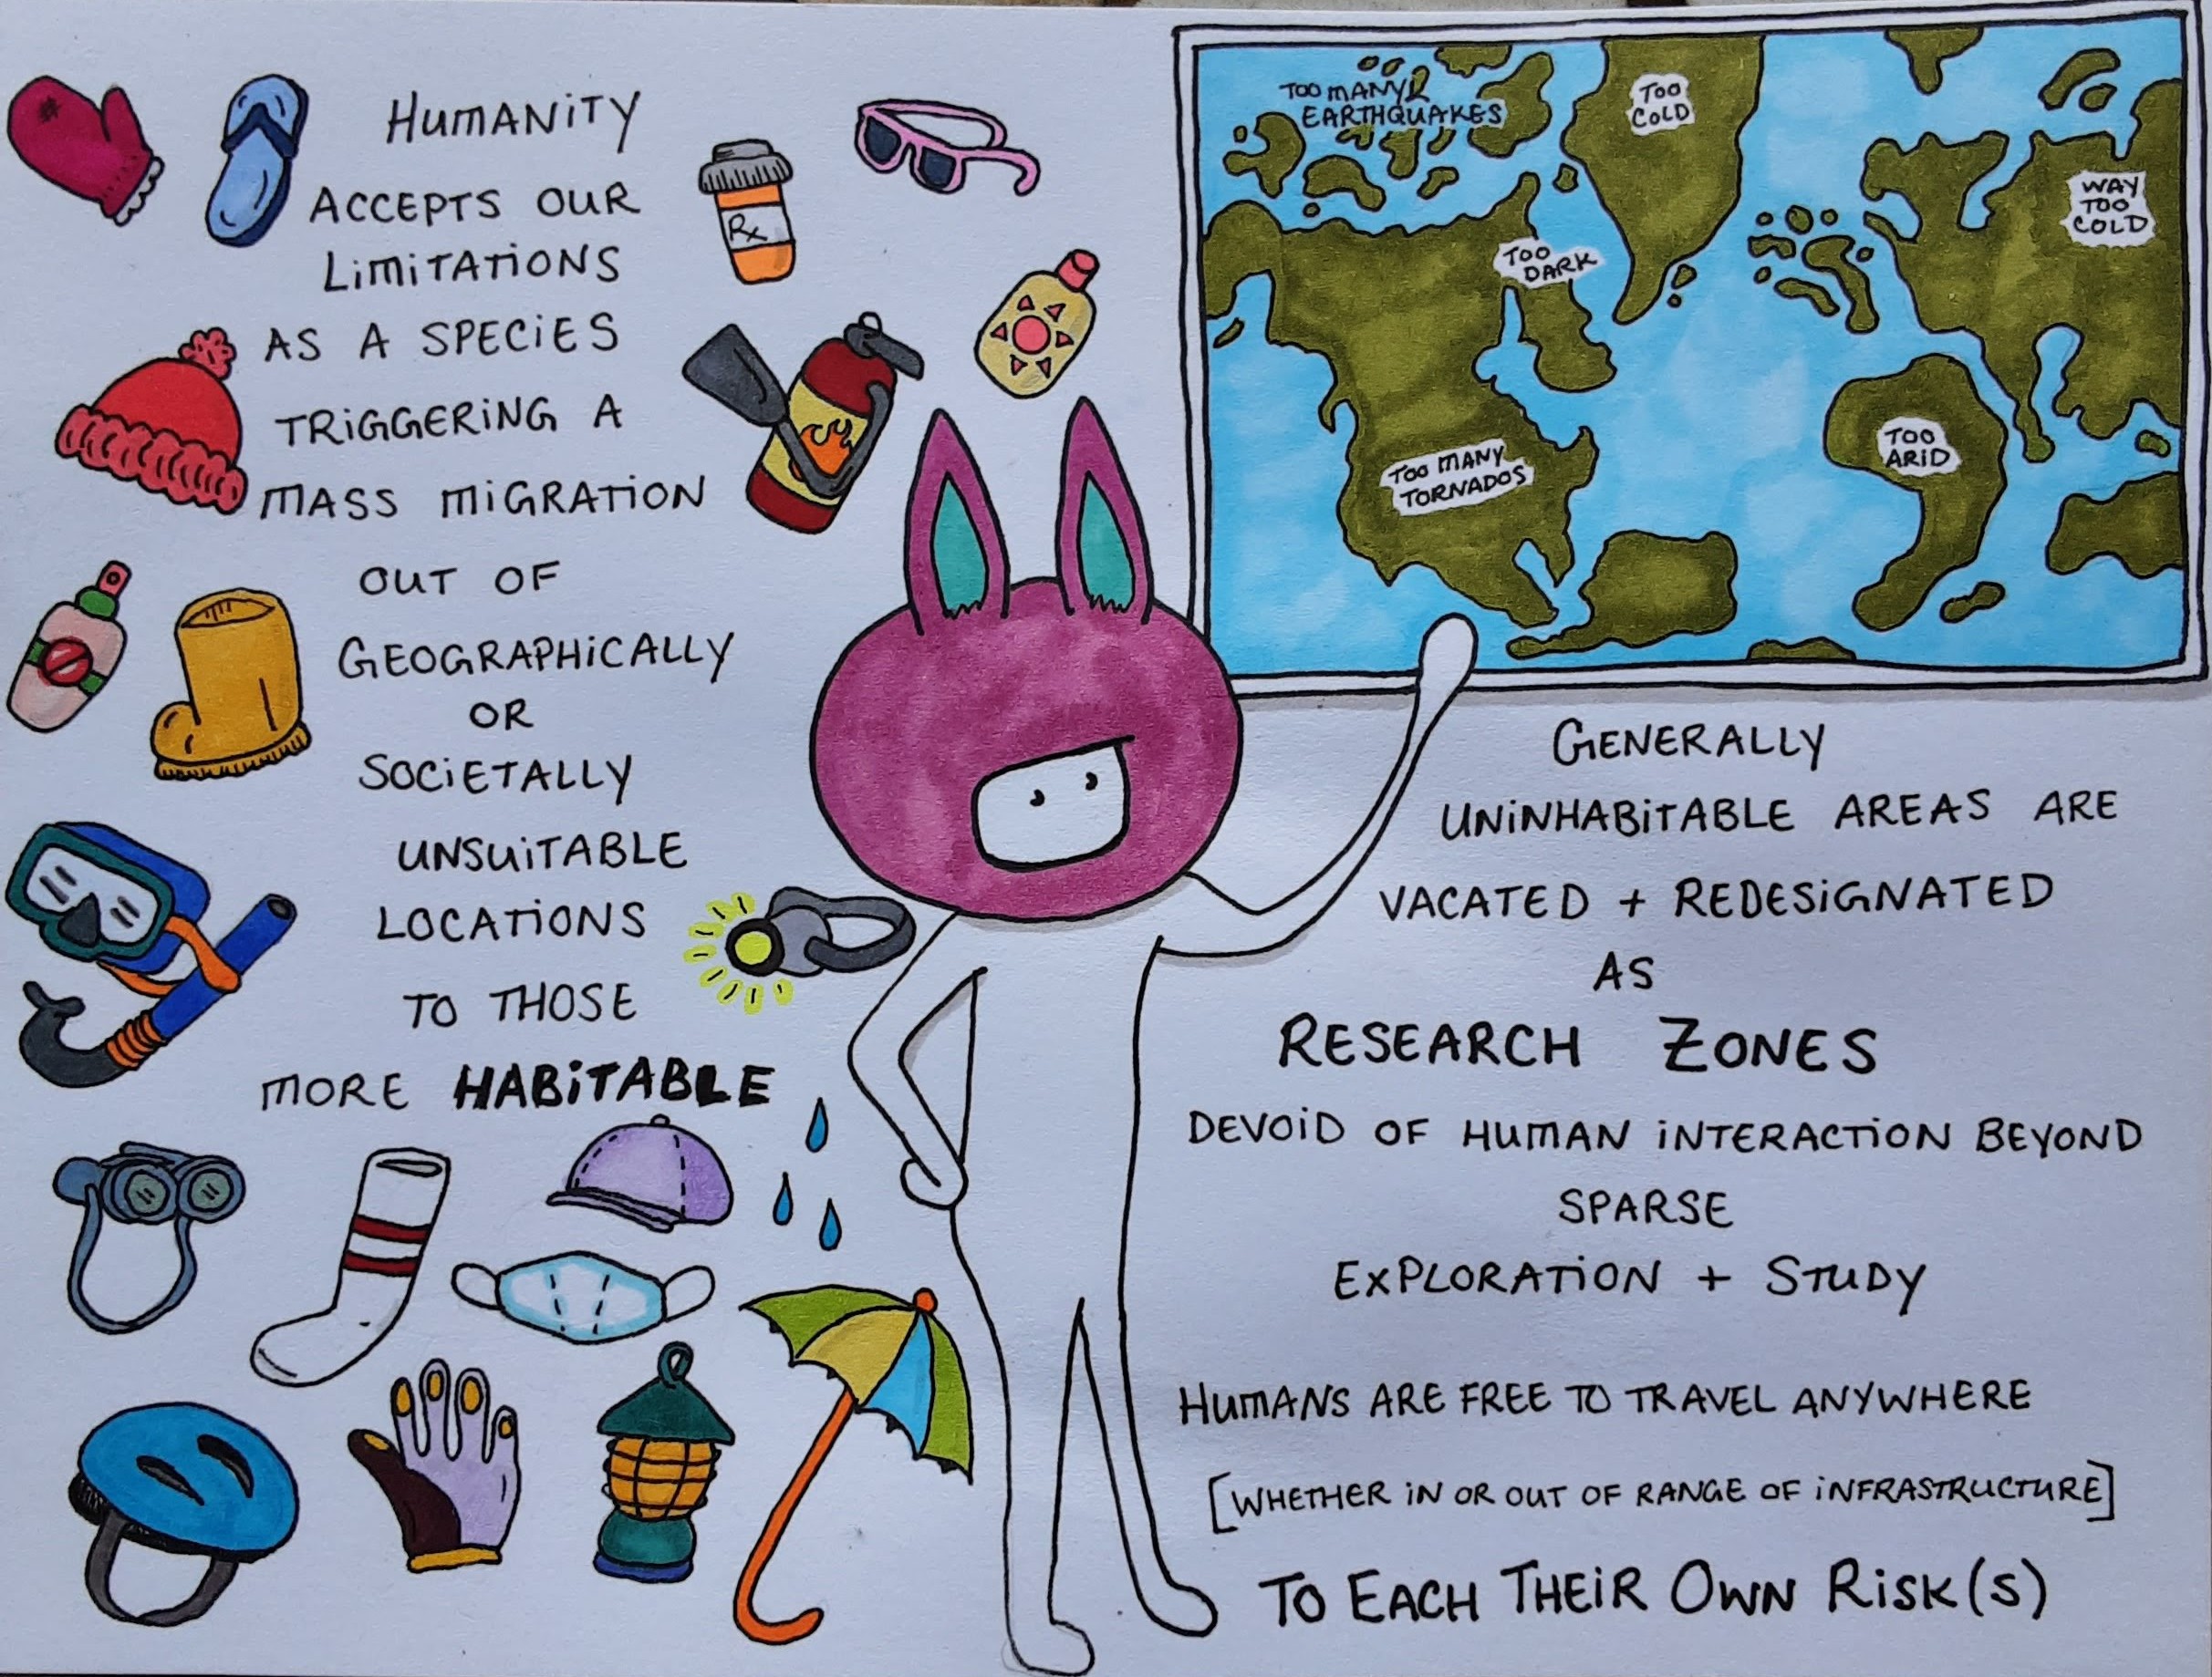 HUMANITY
ACCEPTS OUR
LIMITATIONS
AS A SPECIES
TRIGGERING A
MASS MIGRATION
OUT OF
GEOGRAPHICALLY
OR
SOCIETALLY
UNSUITABLE
LOCATIONS
TO THOSE
MORE HABITABLE
Rx
TOO MANY
EARTHQUAKES
TOO
COLD
WAY
TOO
COLD
TOO
DARK
TOO MANY
TORNADOS
TOO
ARID
GENERALLY
UNINHABITABLE AREAS ARE
VACATED + REDESIGNATED
AS
RESEARCH ZONES
DEVOID OF HUMAN INTERACTION BEYOND
SPARSE
EXPLORATION + STUDY
HUMANS ARE FREE TO TRAVEL ANYWHERE
[WHETHER IN OR OUT OF RANGE OF INFRASTRUCTURE]
TO EACH THEIR OWN RISK(S)